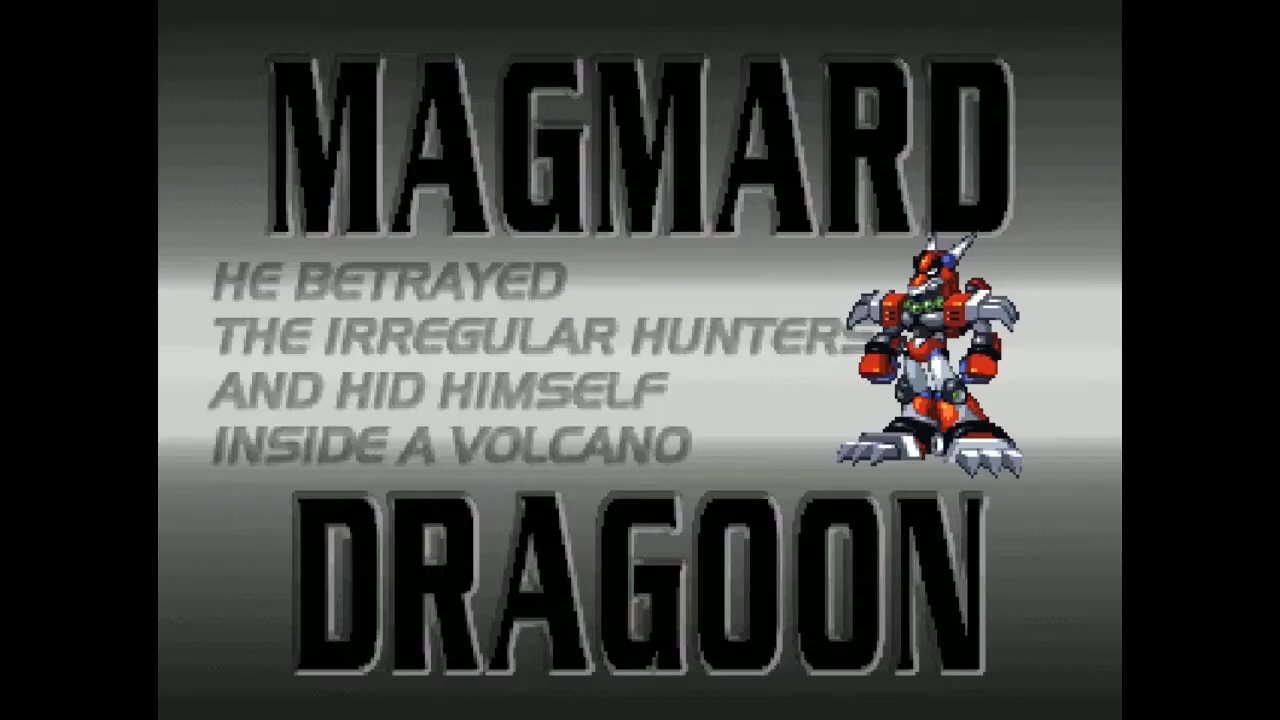 MAGMARD
HE BETRAYED
THE IRREGULAR HUNTERS
AND HID HIMSELF
INSIDE A VOLCANO
DRAGOON